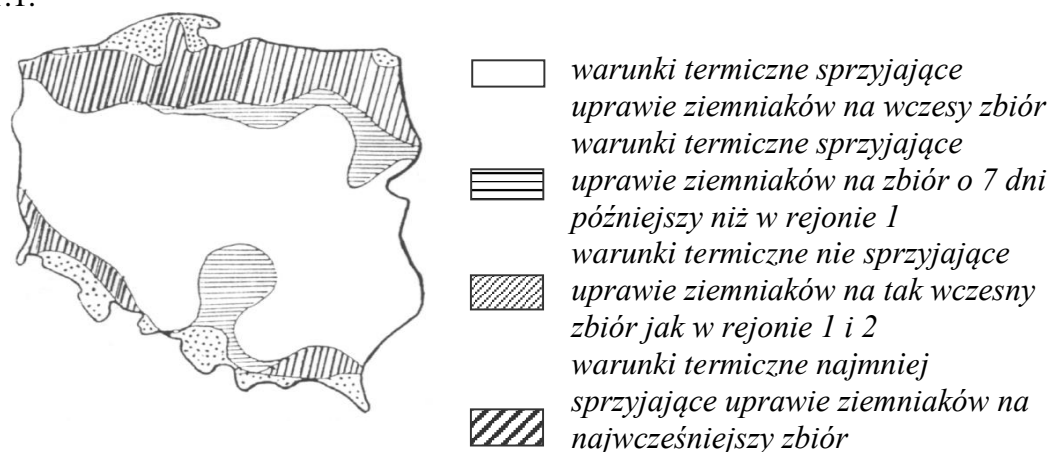 warunki termiczne sprzyjające
uprawie ziemniaków na wczesy zbiór
warunki termiczne sprzyjające
uprawie ziemniaków na zbiór o 7 dni
późniejszy niż w rejonie 1
warunki termiczne nie sprzyjające
uprawie ziemniaków na tak wczesny
zbiór jak w rejonie 1 i 2
warunki termiczne najmniej
sprzyjające uprawie ziemniaków na
najwcześniejszy zbiór